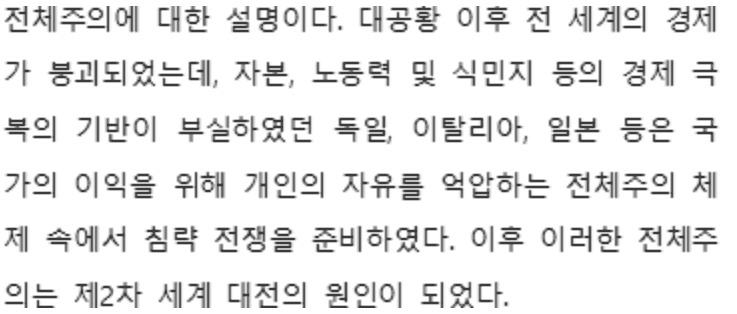 전체주의에 대한 설명이다. 대공황 이후 전 세계의 경제
가 붕괴되었는데, 자본, 노동력 및 식민지 등의 경제 극
복의 기반이 부실하였던 독일, 이탈리아, 일본 등은 국
가의 이익을 위해 개인의 자유를 억압하는 전체주의 체
제 속에서 침략 전쟁을 준비하였다. 이후 이러한 전체주
의는 제2차 세계 대전의 원인이 되었다.